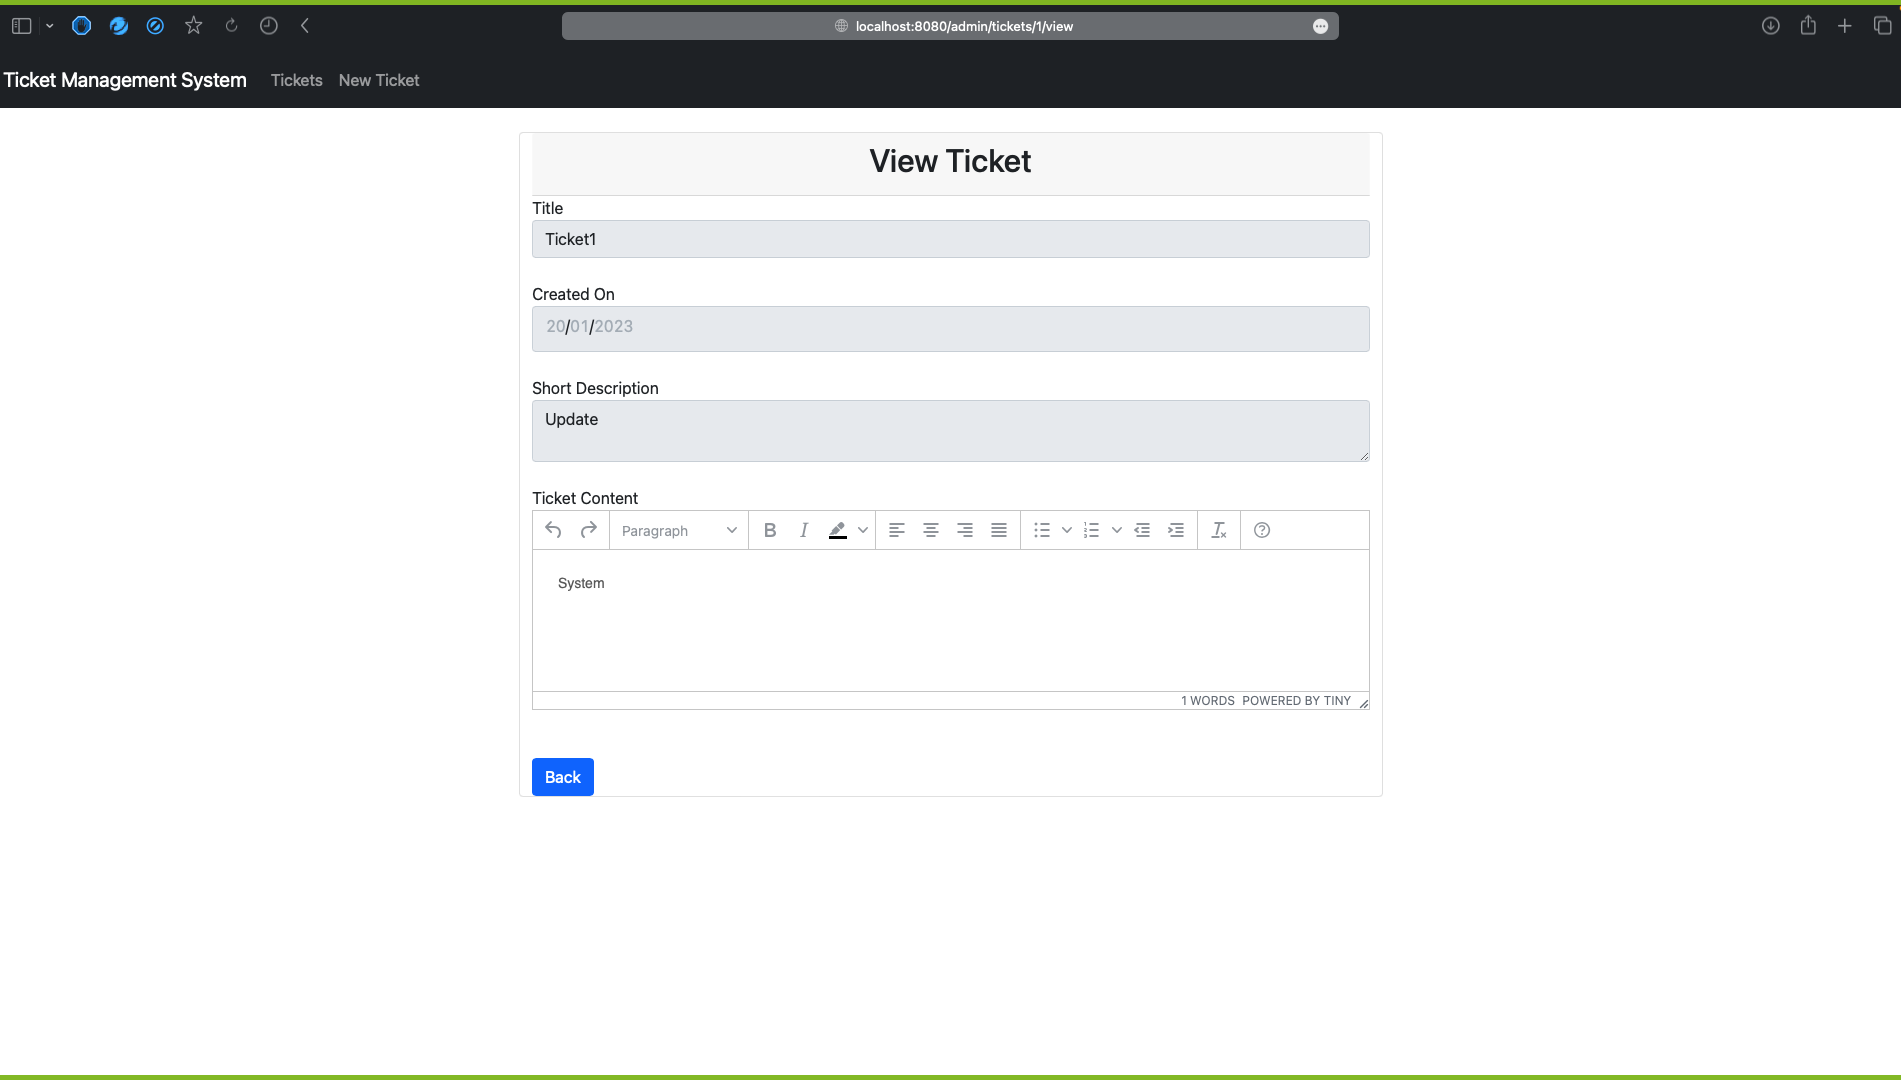 localhost:8080/admin/tickets/1/view
Ticket Management System Tickets New Ticket
View Ticket
Title
Ticket1
Created On
20/01/2023
Short Description
Update
Ticket Content
Paragraph
System
1 WORDS POWERED BY TINY
Back